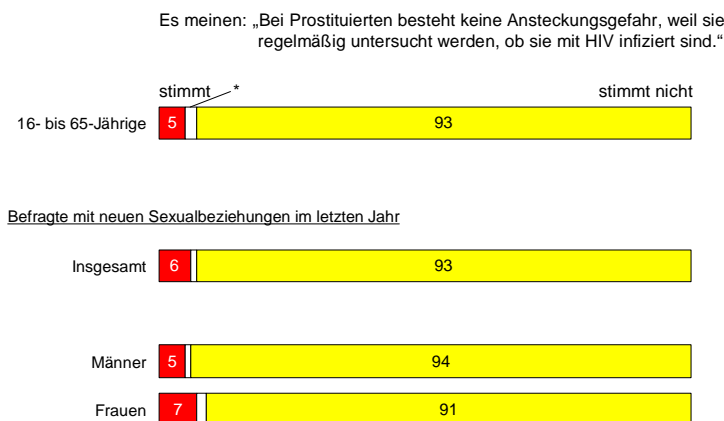 Es meinen: „Bei Prostituierten besteht keine Ansteckungsgefahr, weil sie
regelmäßig untersucht werden, ob sie mit HIV infiziert sind.“
stimmt * stimmt nicht
16- bis 65-Jährige 5 93
Befragte mit neuen Sexualbeziehungen im letzten Jahr
Insgesamt 6 93
Männer 5 94
Frauen 7 91